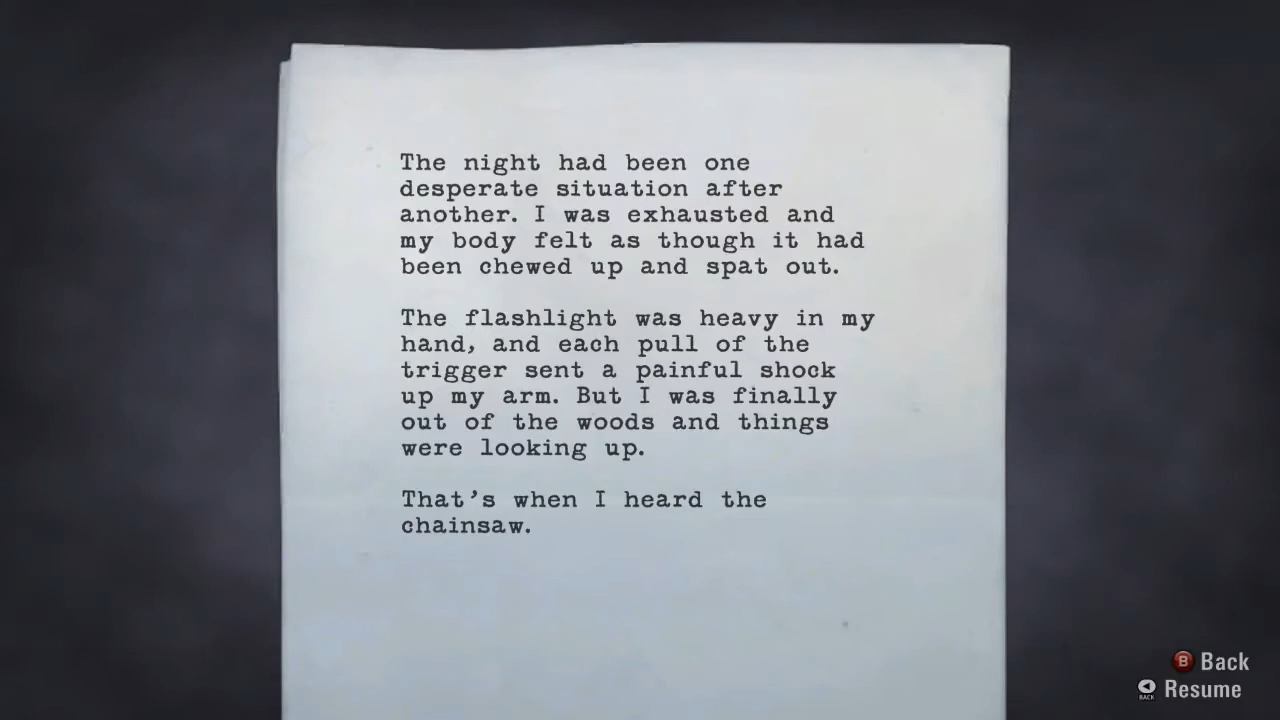 The night had been one
desperate situation after
another. I was exhausted and
my body felt as though it had
been chewed up and spat out.
The flashlight was heavy in my
hand, and each pull of the
trigger sent a painful shock
up my arm. But I was finally
out of the woods and things
were looking up.
That's when I heard the
chainsaw.
B Back
BACK Resume